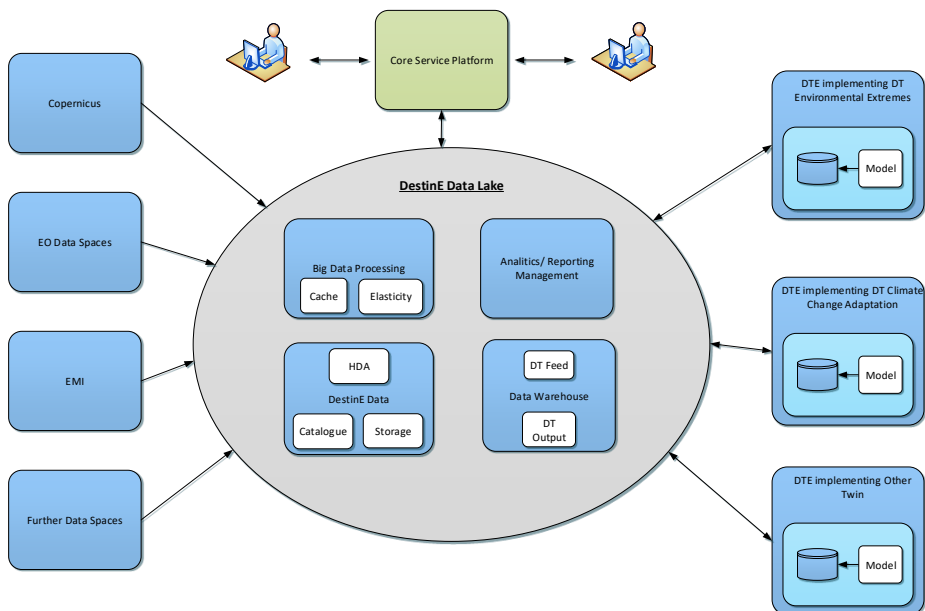 Core Service Platform
Copernicus
EO Data Spaces
EMI
Further Data Spaces
DestinE Data Lake
Big Data Processing
Cache
Elasticity
Analitics/ Reporting
Management
HDA
DestinE Data
Catalogue
Storage
DT Feed
Data Warehouse
DT
Output
DTE implementing DT
Environmental Extremes
Model
DTE implementing DT Climate
Change Adaptation
Model
DTE implementing Other
Twin
Model